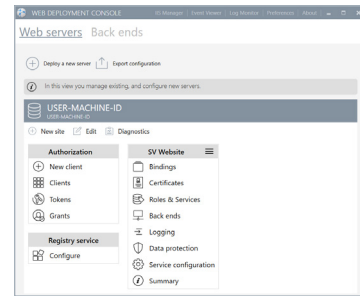 WEB DEPLOYMENT CONSOLE
IIS Manager | Event Viewer | Log Monitor | Preferences | About
Web servers Back ends
Deploy a new server Export configuration
In this view you manage existing, and configure new servers.
USER-MACHINE-ID
USER-MACHINE-ID
New site Edit Diagnostics
Authorization
New client
Clients
Tokens
Grants
Registry service
Configure
SV Website
Bindings
Certificates
Roles & Services
Back ends
Logging
Data protection
Service configuration
Summary